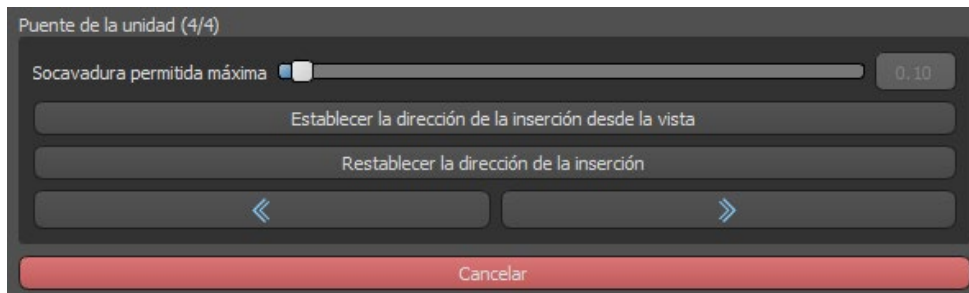 Puente de la unidad (4/4)
Socavadura permitida máxima 0.10
Establecer la dirección de la inserción desde la vista
Restablecer la dirección de la inserción
Cancelar